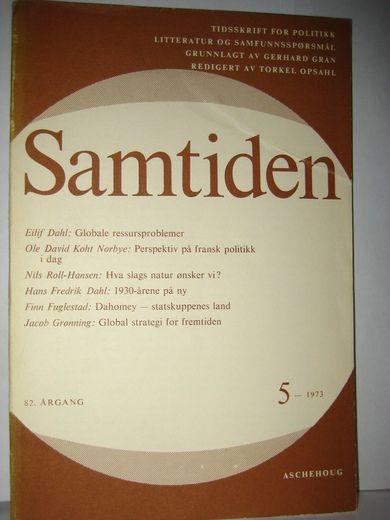 TIDSSKRIFT FOR POLITIKK
LITTERATUR OG SAMFUNNSSPØRSMÅL
GRUNNLAGT AV GERHARD GRAN
REDIGERT AV TORKEL OPSAHL
Samtiden
Eilif Dahl: Globale ressursproblemer
Ole David Koht Norbye: Perspektiv på fransk politikk
i dag
Nils Roll-Hansen: Hva slags natur ønsker vi?
Hans Fredrik Dahl: 1930-årene på ny
Finn Fuglestad: Dahomey — statskuppenes land
Jacob Grønning: Global strategi for fremtiden
82. ÅRGANG 5 — 1973
ASCHEHOUG